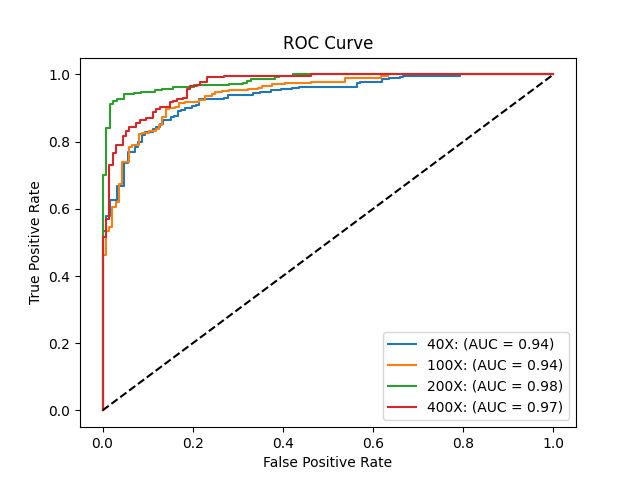 ROC Curve
True Positive Rate
1.0
0.8
0.6
0.4
0.2
0.0
0.0 0.2 0.4 0.6 0.8 1.0
False Positive Rate
40X: (AUC = 0.94)
100X: (AUC = 0.94)
200X: (AUC = 0.98)
400X: (AUC = 0.97)